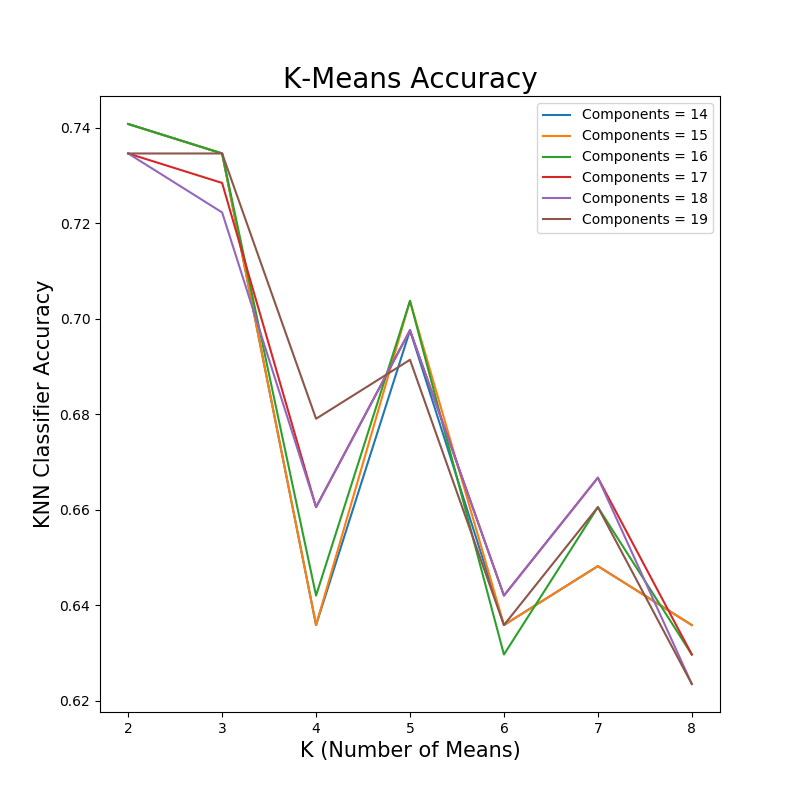 K-Means Accuracy
Components = 14
Components = 15
Components = 16
Components = 17
Components = 18
Components = 19
KNN Classifier Accuracy
0.74
0.72
0.70
0.68
0.66
0.64
0.62
2 3 4 5 6 7 8
K (Number of Means)